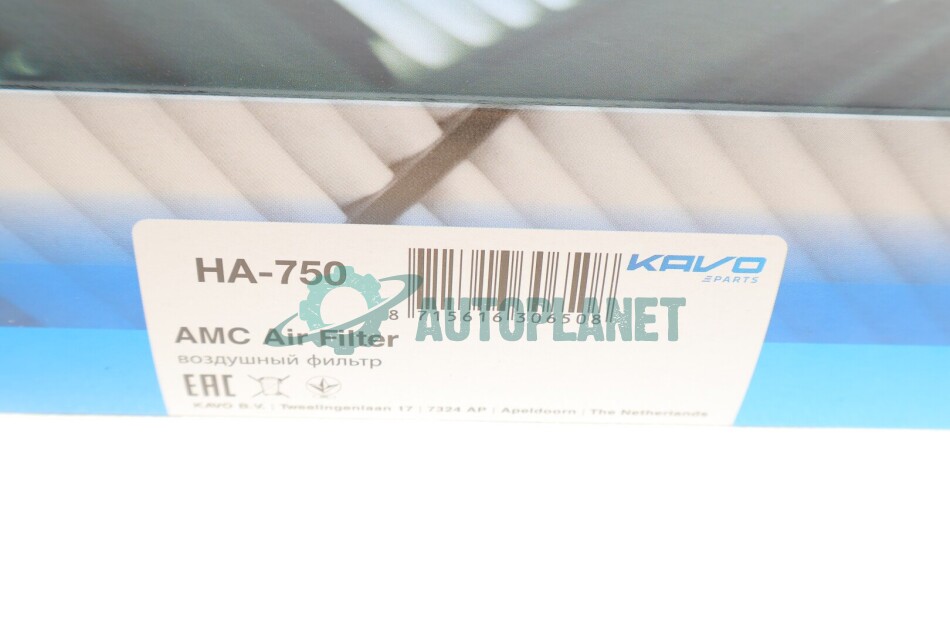 HA-750
8 715616 306508
KAVO
PARTS
AUTOPLANET
AMC Air Filter
воздушный фильтр
EAC
KAVO B.V. | Tweelingenlaan 17 | 7324 AP | Apeldoorn | The Netherlands